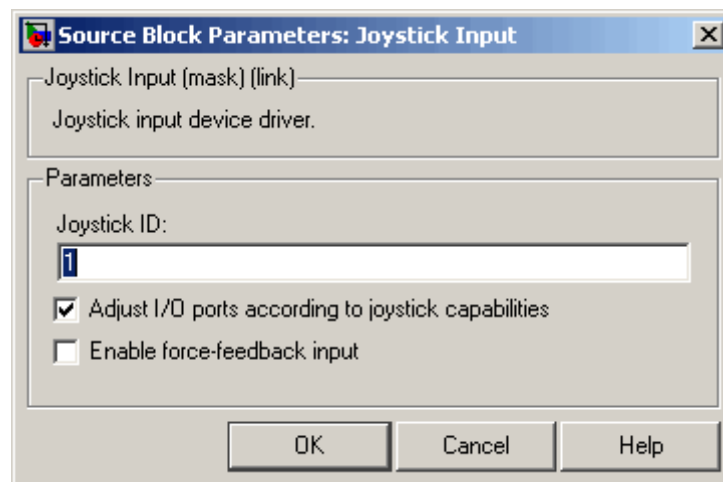 Source Block Parameters: Joystick Input
Joystick Input (mask) (link)
Joystick input device driver.
Parameters
Joystick ID:
1
Adjust I/O ports according to joystick capabilities
Enable force-feedback input
OK Cancel Help